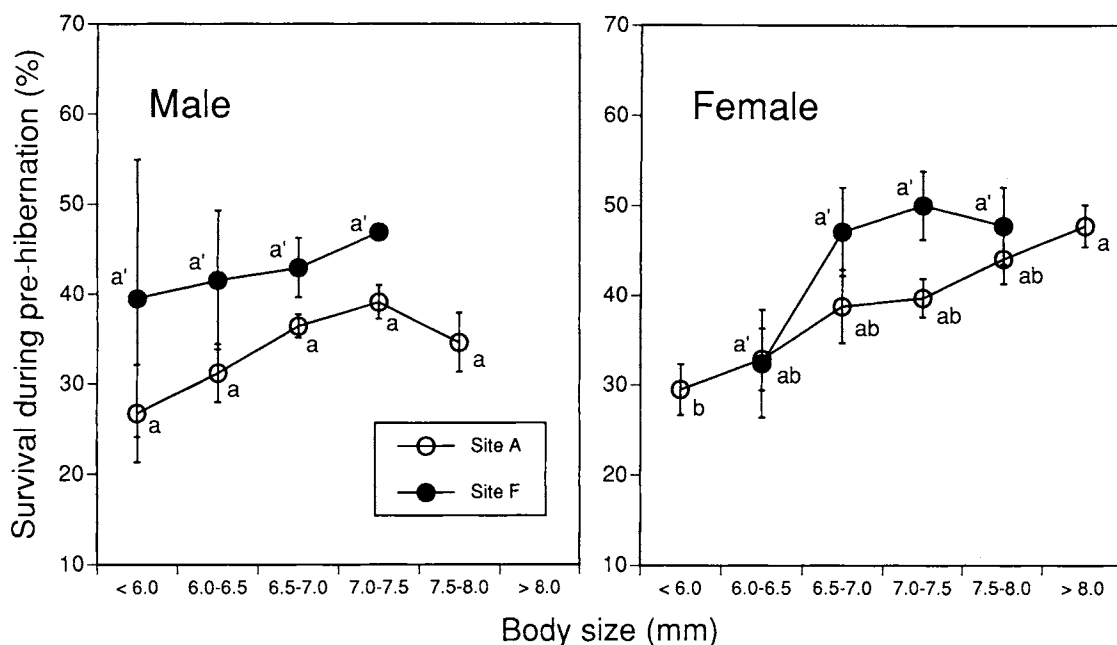 Survival during pre-hibernation (%)
70
60
50
40
30
20
10
Male
a'
a'
a'
a'
a
a
a
a
a
Site A
Site F
< 6.0 6.0-6.5 6.5-7.0 7.0-7.5 7.5-8.0 > 8.0
70
60
50
40
30
20
10
Female
a'
a'
a'
a'
b
ab
ab
ab
ab
a
< 6.0 6.0-6.5 6.5-7.0 7.0-7.5 7.5-8.0 > 8.0
Body size (mm)